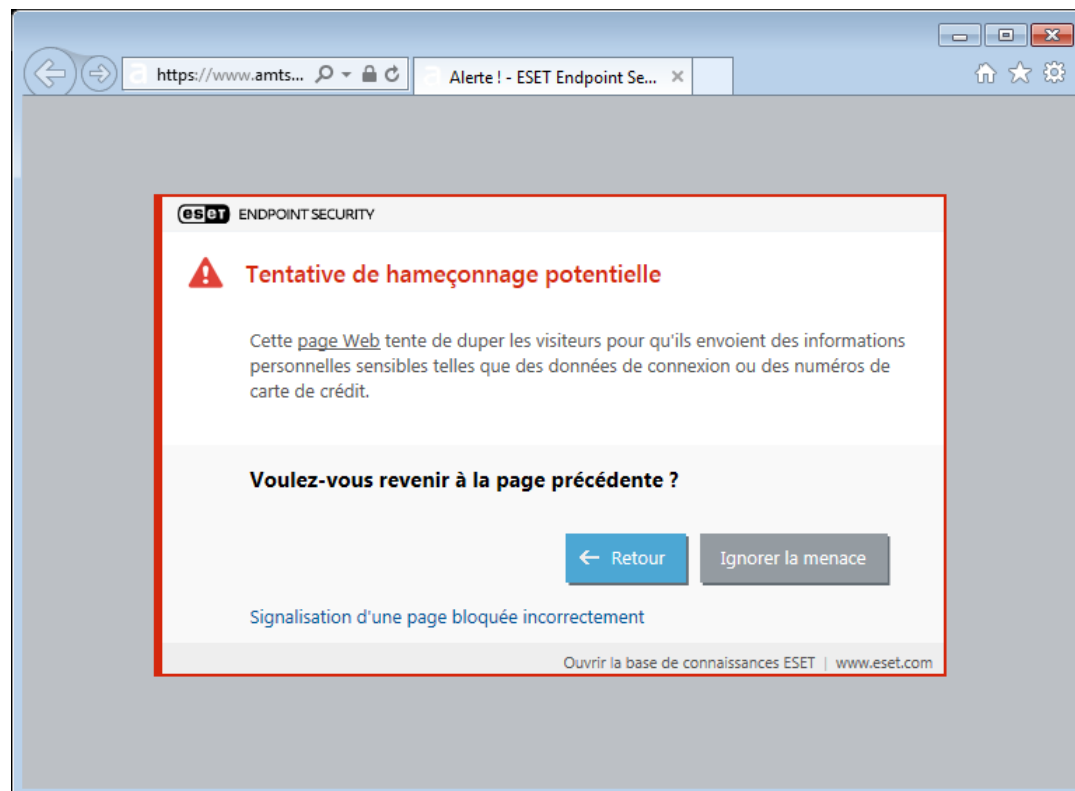 https://www.amts...
Alerte ! - ESET Endpoint Se...
eset ENDPOINT SECURITY
Tentative de hameçonnage potentielle
Cette page Web tente de duper les visiteurs pour qu'ils envoient des informations
personnelles sensibles telles que des données de connexion ou des numéros de
carte de crédit.
Voulez-vous revenir à la page précédente ?
Retour
Ignorer la menace
Signalisation d'une page bloquée incorrectement
Ouvrir la base de connaissances ESET | www.eset.com